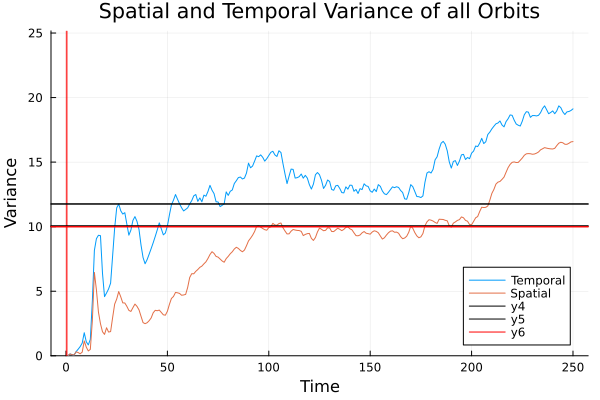 Spatial and Temporal Variance of all Orbits
25
20
15
10
5
0
Variance
Temporal
Spatial
y4
y5
y6
0 50 100 150 200 250
Time